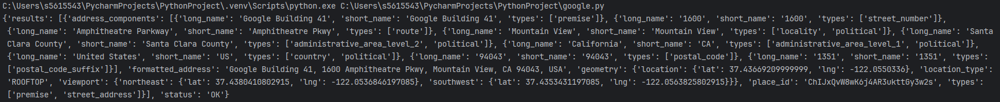 C:\Users\s5615543\PycharmProjects\PythonProject\.venv\Scripts\python.exe C:\Users\s5615543\PycharmProjects\PythonProject\google.py
{'results': [{'address_components': [{'long_name': 'Google Building 41', 'short_name': 'Google Building 41', 'types': ['premise']}, {'long_name': '1600', 'short_name': '1600', 'types': ['street_number']},
{'long_name': 'Amphitheatre Parkway', 'short_name': 'Amphitheatre Pkwy', 'types': ['route']}, {'long_name': 'Mountain View', 'short_name': 'Mountain View', 'types': ['locality', 'political']}, {'long_name': 'Santa
Clara County', 'short_name': 'Santa Clara County', 'types': ['administrative_area_level_2', 'political']}, {'long_name': 'California', 'short_name': 'CA', 'types': ['administrative_area_level_1', 'political']},
{'long_name': 'United States', 'short_name': 'US', 'types': ['country', 'political']}, {'long_name': '94043', 'short_name': '94043', 'types': ['postal_code']}, {'long_name': '1351', 'short_name': '1351', 'types':
['postal_code_suffix']}], 'formatted_address': 'Google Building 41, 1600 Amphitheatre Pkwy, Mountain View, CA 94043, USA', 'geometry': {'location': {'lat': 37.43669209999999, 'lng': -122.0550336}, 'location_type':
'ROOFTOP', 'viewport': {'northeast': {'lat': 37.4380410802915, 'lng': -122.0536846197085}, 'southwest': {'lat': 37.4353431197085, 'lng': -122.0563825802915}}}, 'place_id': 'ChIJxQvW8wK6j4AR3ukttGy3w2s', 'types':
['premise', 'street_address']}], 'status': 'OK'}